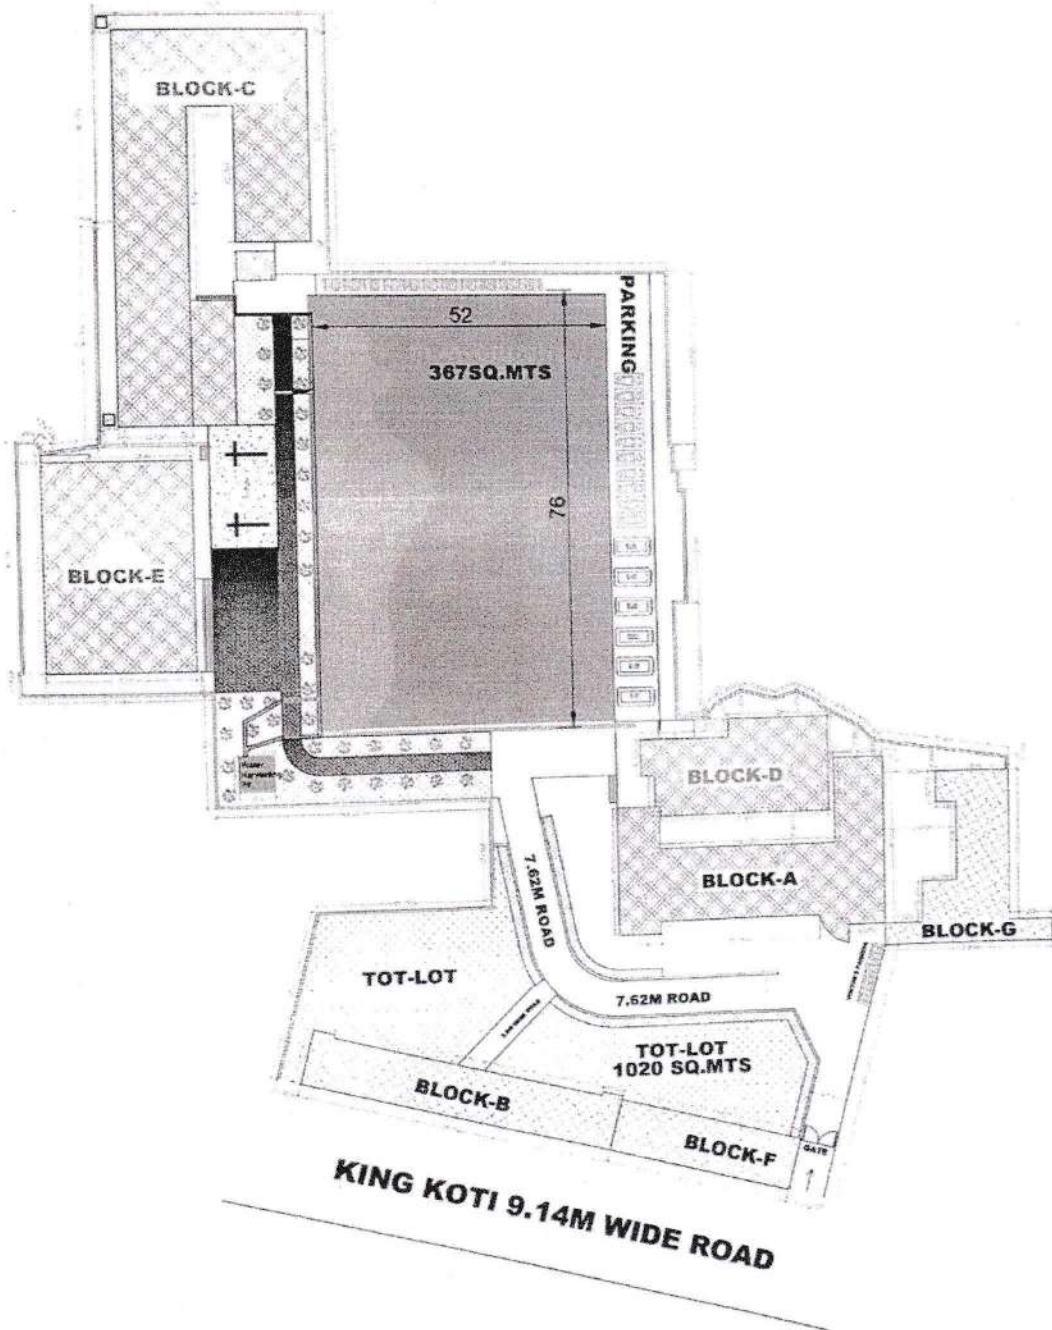 BLOCK-C
PARKING
52
367SQ.MTS
76
BLOCK-E
BLOCK-D
BLOCK-A
7.62M ROAD
BLOCK-G
TOT-LOT
7.62M ROAD
TOT-LOT
1020 SQ.MTS
BLOCK-B
BLOCK-F
GATE
KING KOTI 9.14M WIDE ROAD